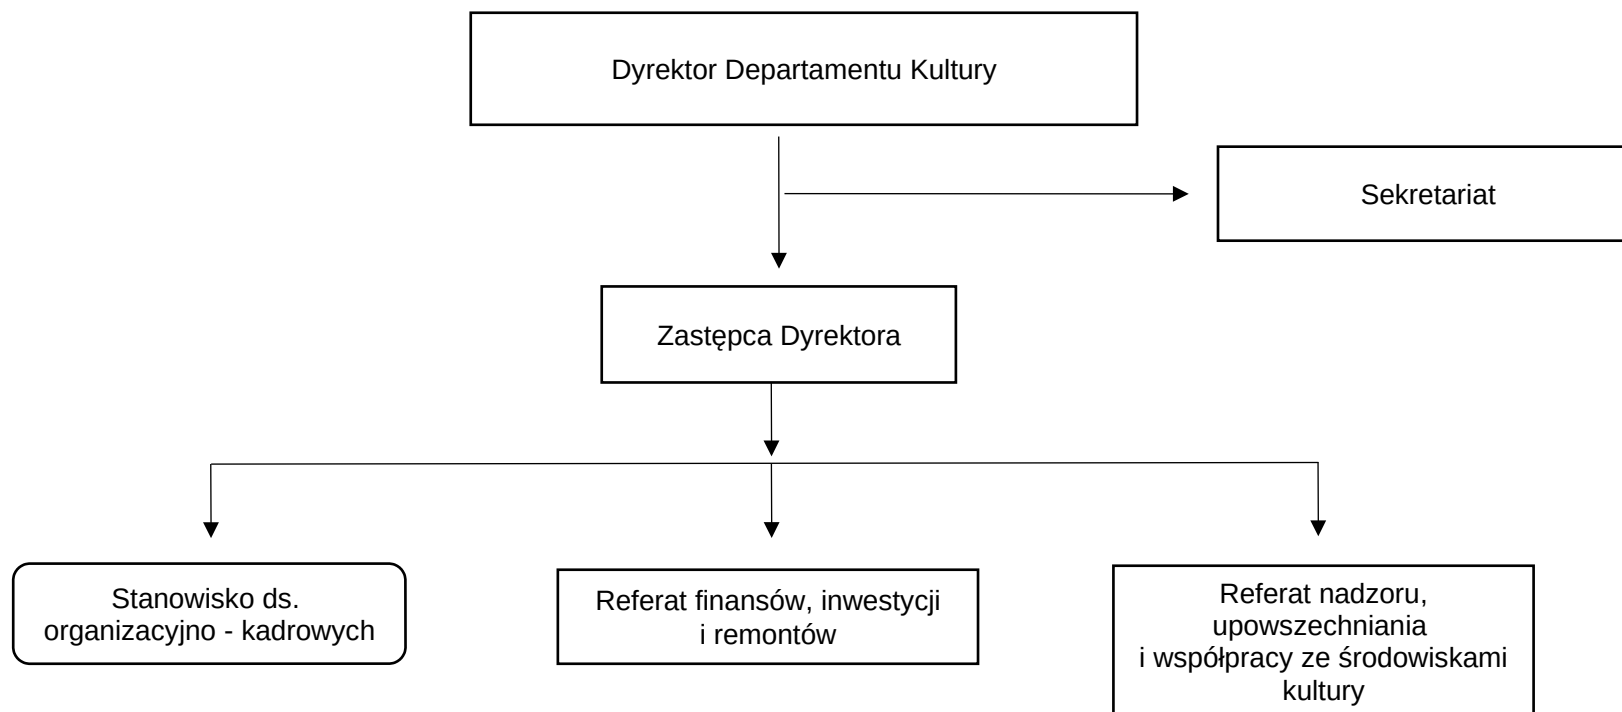 Dyrektor Departamentu Kultury
Sekretariat
Zastępca Dyrektora
Stanowisko ds.
organizacyjno - kadrowych
Referat finansów, inwestycji
i remontów
Referat nadzoru,
upowszechniania
i współpracy ze środowiskami
kultury